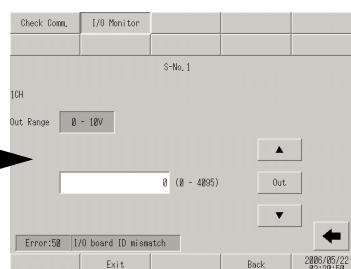 Check Comm. I/O Monitor
S-No.1
1CH
Out Range 0 - 10V
0 (0 - 4095) Out
Error:50 I/O board ID mismatch
Exit Back 2006/05/22